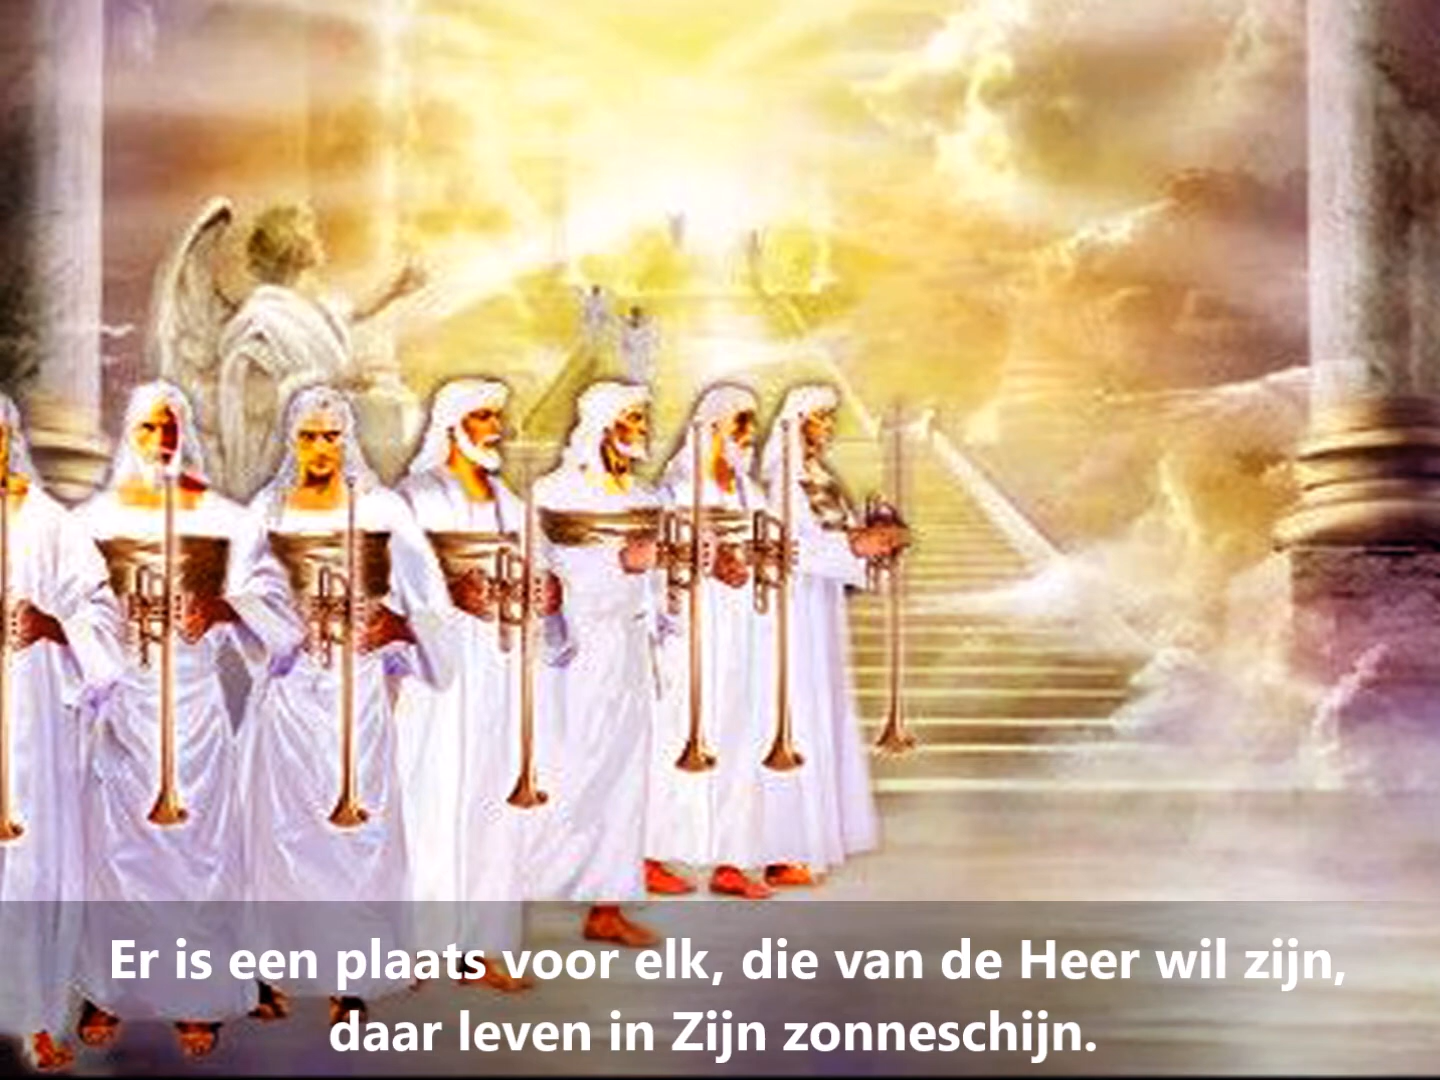 Er is een plaats voor elk, die van de Heer wil zijn,
daar leven in Zijn zonneschijn.